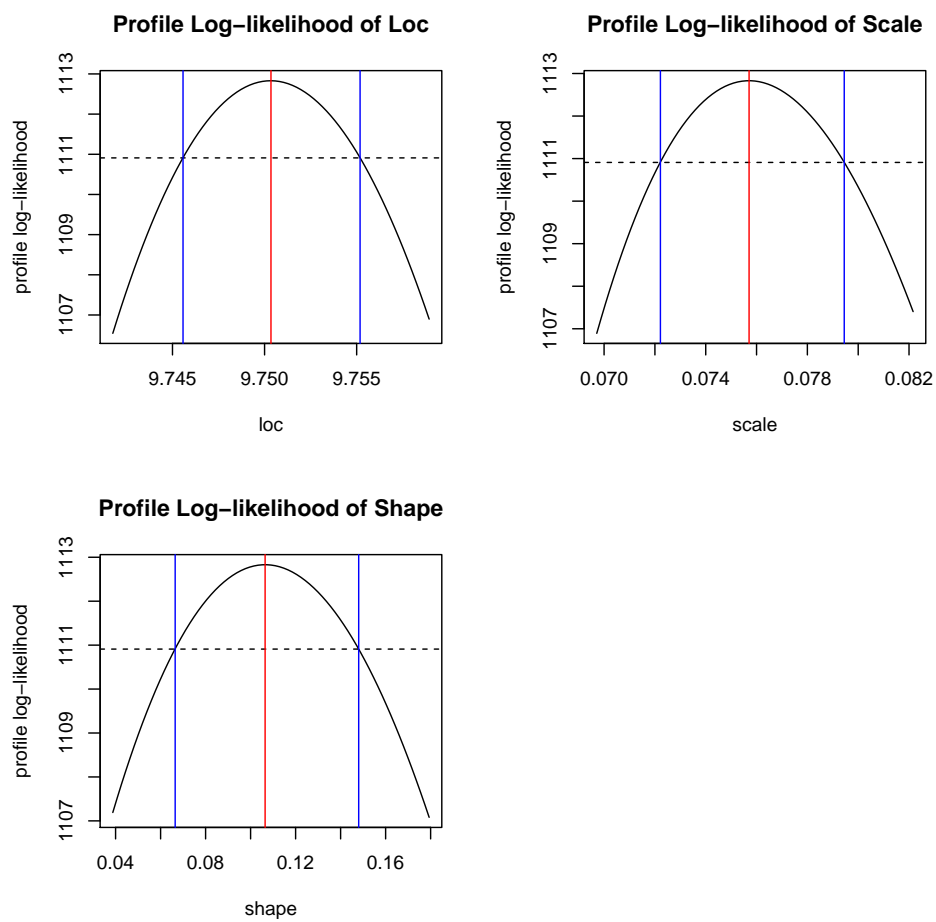 Profile Log−likelihood of Loc
profile log−likelihood
1107 1109 1111 1113
9.745 9.750 9.755
loc
Profile Log−likelihood of Scale
profile log−likelihood
1107 1109 1111 1113
0.070 0.074 0.078 0.082
scale
Profile Log−likelihood of Shape
profile log−likelihood
1107 1109 1111 1113
0.04 0.08 0.12 0.16
shape